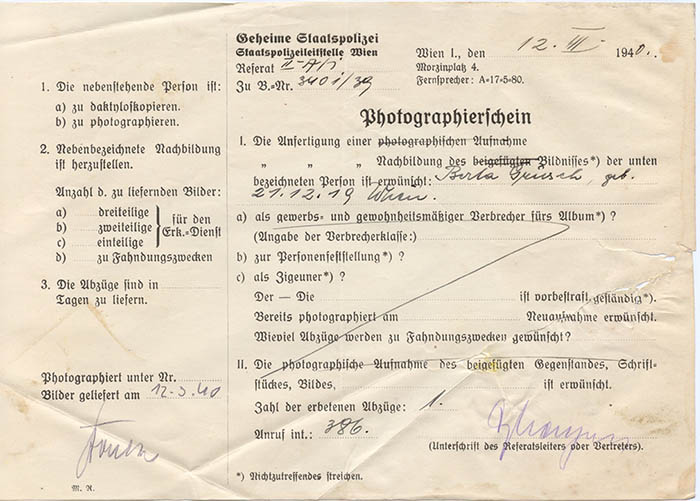 1. Die nebenstehende Person ist:
a) zu daktyloskopieren.
b) zu photographieren.
2. Nebenbezeichnete Nachbildung
ist herzustellen.
Anzahl d. zu liefernden Bilder:
a) dreiteilige
b) zweiteilige
c) einteilige
für den
Erk.-Dienst
d) zu Fahndungszwecken
3. Die Abzüge sind in
Tagen zu liefern.
Photographiert unter Nr.
Bilder geliefert am 12.3.40
M. R.
Geheime Staatspolizei
Staatspolizeileitstelle Wien
Referat II-A/1
Zu B.-Nr. 3401/39
Wien I., den 12. III. 1940.
Morzinplatz 4.
Fernsprecher: A=17=5=80.
Photographierschein
I. Die Anfertigung einer photographischen Aufnahme
„ „ „ Nachbildung des beigefügten Bildnisses*) der unten
bezeichneten Person ist erwünscht: Berta geb.
21.12.19 Wien.
a) als gewerbs- und gewohnheitsmäßiger Verbrecher fürs Album*) ?
(Angabe der Verbrecherklasse:)
b) zur Personenfeststellung*) ?
c) als Zigeuner*) ?
Der — Die ist vorbestraft geständig*).
Bereits photographiert am Neuaufnahme erwünscht.
Wieviel Abzüge werden zu Fahndungszwecken gewünscht?
II. Die photographische Aufnahme des beigefügten Gegenstandes, Schrift-
stückes, Bildes, ist erwünscht.
Zahl der erbetenen Abzüge: 1.
Anruf int.: 386.
(Unterschrift des Referatsleiters oder Vertreters).
*) Nichtzutreffendes streichen.